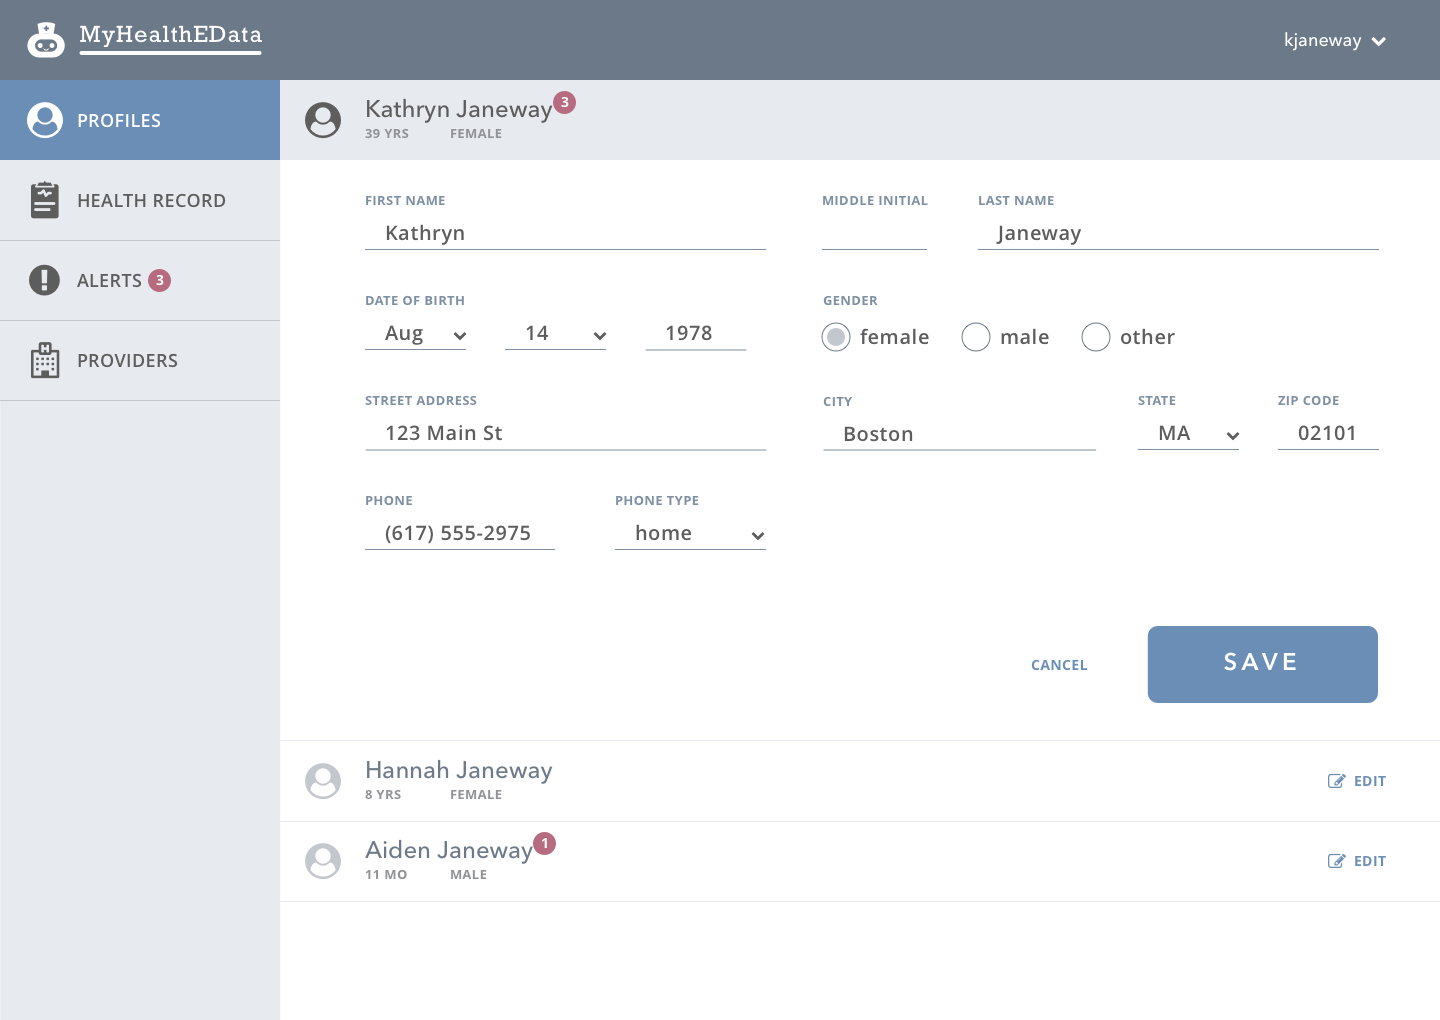 MyHealthEData
kjaneway
PROFILES
HEALTH RECORD
ALERTS 3
PROVIDERS
Kathryn Janeway 3
39 YRS FEMALE
FIRST NAME MIDDLE INITIAL LAST NAME
Kathryn Janeway
DATE OF BIRTH GENDER
Aug 14 1978 female male other
STREET ADDRESS CITY STATE ZIP CODE
123 Main St Boston MA 02101
PHONE PHONE TYPE
(617) 555-2975 home
CANCEL SAVE
Hannah Janeway
8 YRS FEMALE
EDIT
Aiden Janeway 1
11 MO MALE
EDIT